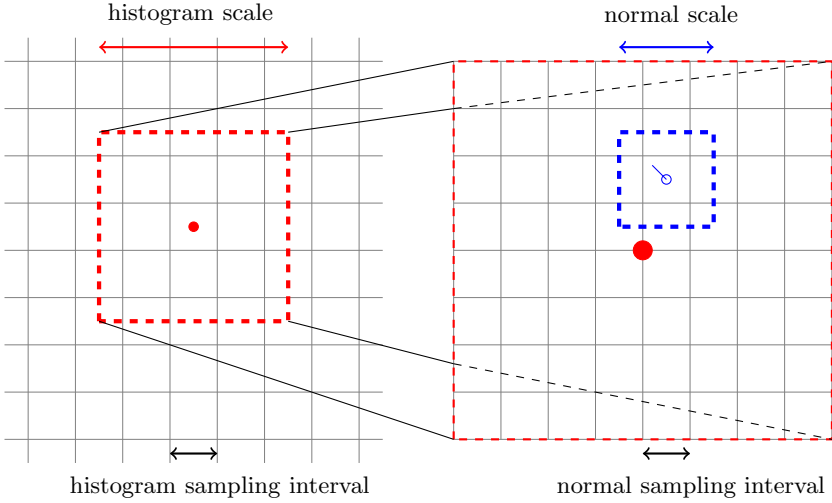 histogram scale
normal scale
histogram sampling interval
normal sampling interval